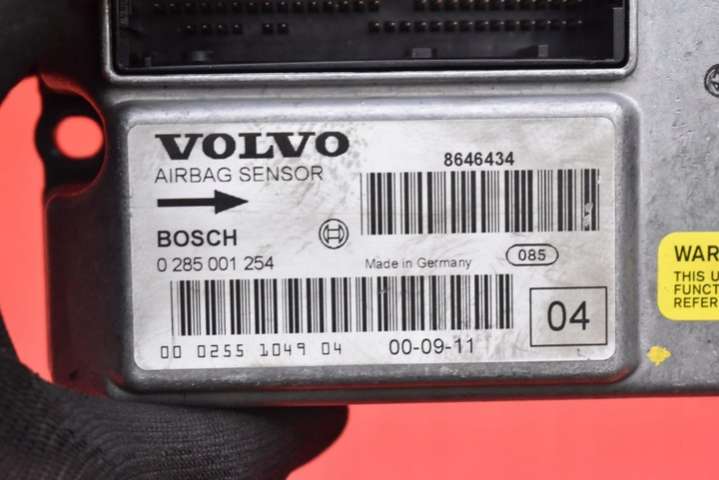 VOLVO
AIRBAG SENSOR
8646434
BOSCH
0 285 001 254
Made in Germany
085
00 0255 1049 04
00-09-11
04
WAR
THIS U
FUNCT
REFER